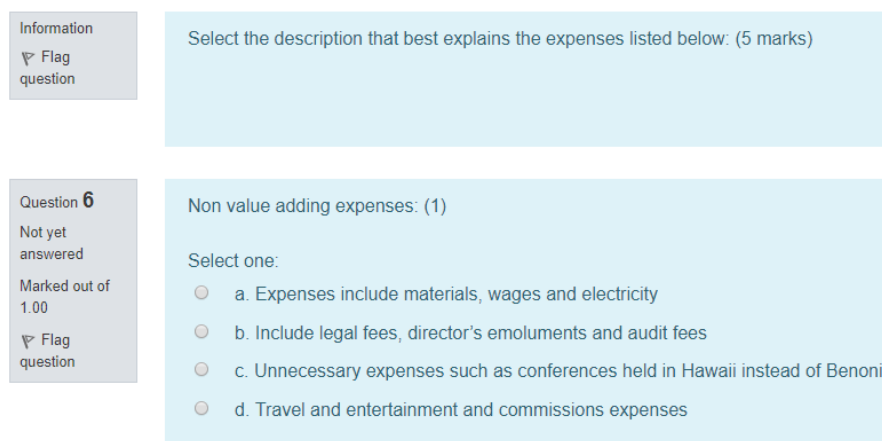 Information
Flag
question
Select the description that best explains the expenses listed below: (5 marks)
Question 6
Not yet
answered
Marked out of
1.00
Flag
question
Non value adding expenses: (1)
Select one:
a. Expenses include materials, wages and electricity
b. Include legal fees, director's emoluments and audit fees
c. Unnecessary expenses such as conferences held in Hawaii instead of Benoni
d. Travel and entertainment and commissions expenses